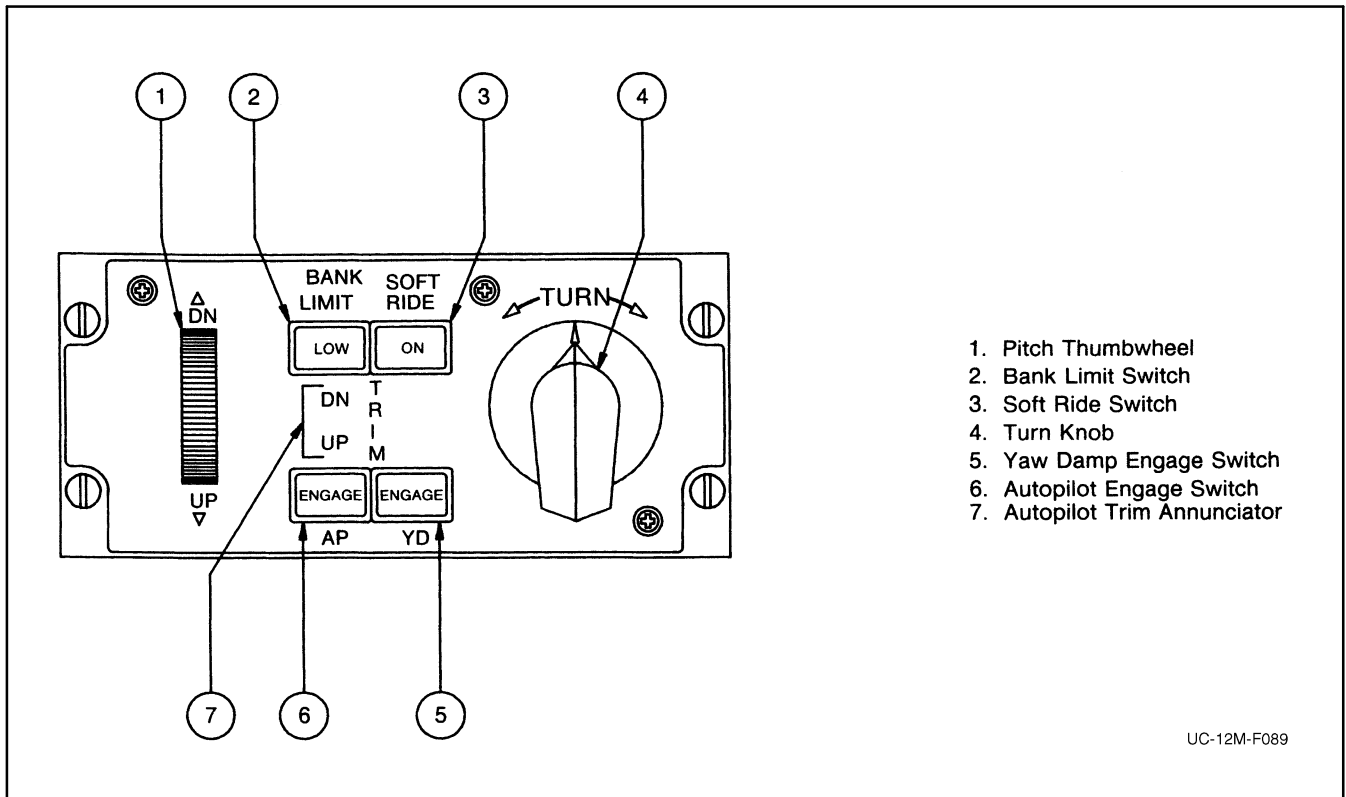 1
2
3
4
BANK
LIMIT
SOFT
RIDE
TURN
DN
LOW
ON
DN
UP
TRIM
UP
ENGAGE
ENGAGE
AP
YD
7
6
5
1. Pitch Thumbwheel
2. Bank Limit Switch
3. Soft Ride Switch
4. Turn Knob
5. Yaw Damp Engage Switch
6. Autopilot Engage Switch
7. Autopilot Trim Annunciator
UC-12M-F089